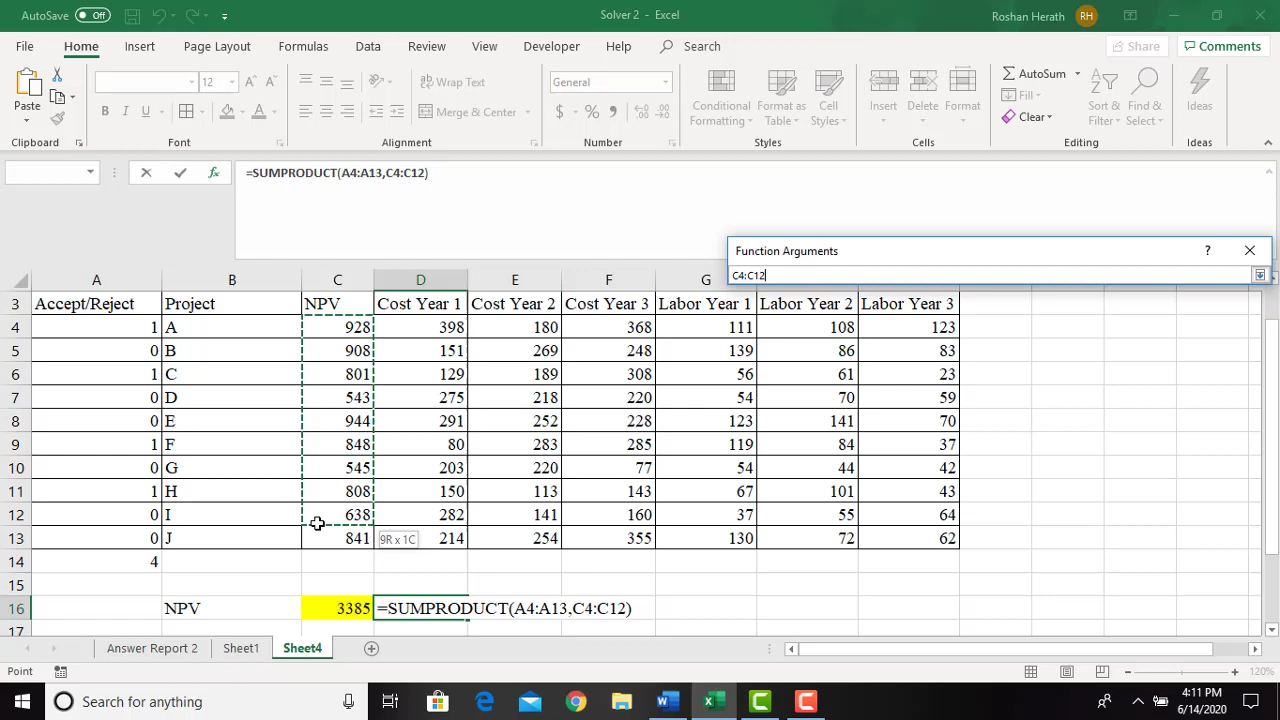 AutoSave Off Solver 2 - Excel Roshan Herath RH
File Home Insert Page Layout Formulas Data Review View Developer Help Search Share Comments
Paste 12 A A Wrap Text General AutoSum
B I U A Merge & Center $ % , Conditional Formatting Format as Table Cell Styles Insert Delete Format Fill Clear Sort & Filter Find & Select Ideas
Clipboard Font Alignment Number Styles Cells Editing Ideas
fx =SUMPRODUCT(A4:A13,C4:C12)
Function Arguments ?
C4:C12
A B C D E F G
3 Accept/Reject Project NPV Cost Year 1 Cost Year 2 Cost Year 3 Labor Year 1 Labor Year 2 Labor Year 3
4 1 A 928 398 180 368 111 108 123
5 0 B 908 151 269 248 139 86 83
6 1 C 801 129 189 308 56 61 23
7 0 D 543 275 218 220 54 70 59
8 0 E 944 291 252 228 123 141 70
9 1 F 848 80 283 285 119 84 37
10 0 G 545 203 220 77 54 44 42
11 1 H 808 150 113 143 67 101 43
12 0 I 638 282 141 160 37 55 64
13 0 J 841 9R x 1C 214 254 355 130 72 62
14 4
15
16 NPV 3385 =SUMPRODUCT(A4:A13,C4:C12)
17
Answer Report 2 Sheet1 Sheet4
Point 120%
Search for anything 4:11 PM
6/14/2020